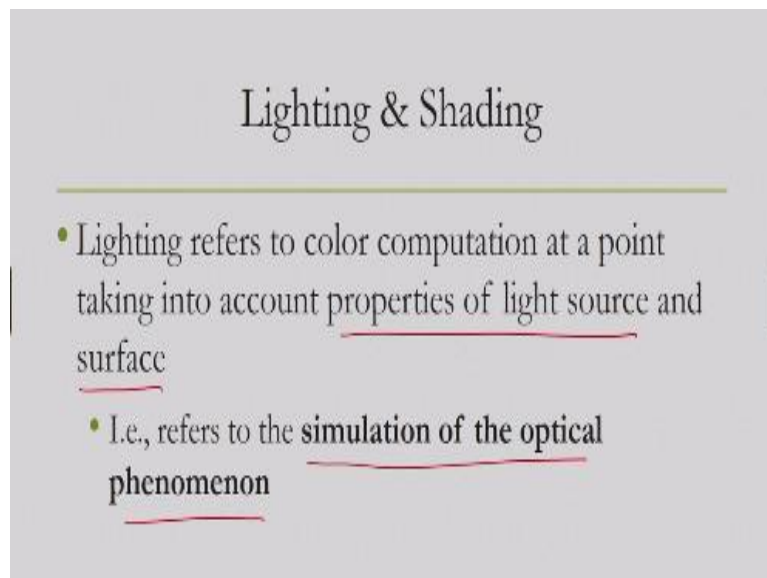 Lighting & Shading
• Lighting refers to color computation at a point
taking into account properties of light source and
surface
• I.e., refers to the simulation of the optical
phenomenon